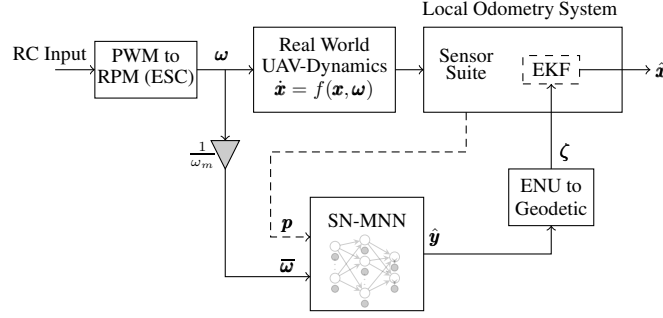 Local Odometry System
RC Input
PWM to
RPM (ESC)
ω
Real World
UAV-Dynamics
ẋ = f(x, ω)
Sensor
Suite
EKF
x̂
1/ω_m
ζ
ENU to
Geodetic
p
SN-MNN
ŷ
ω̅